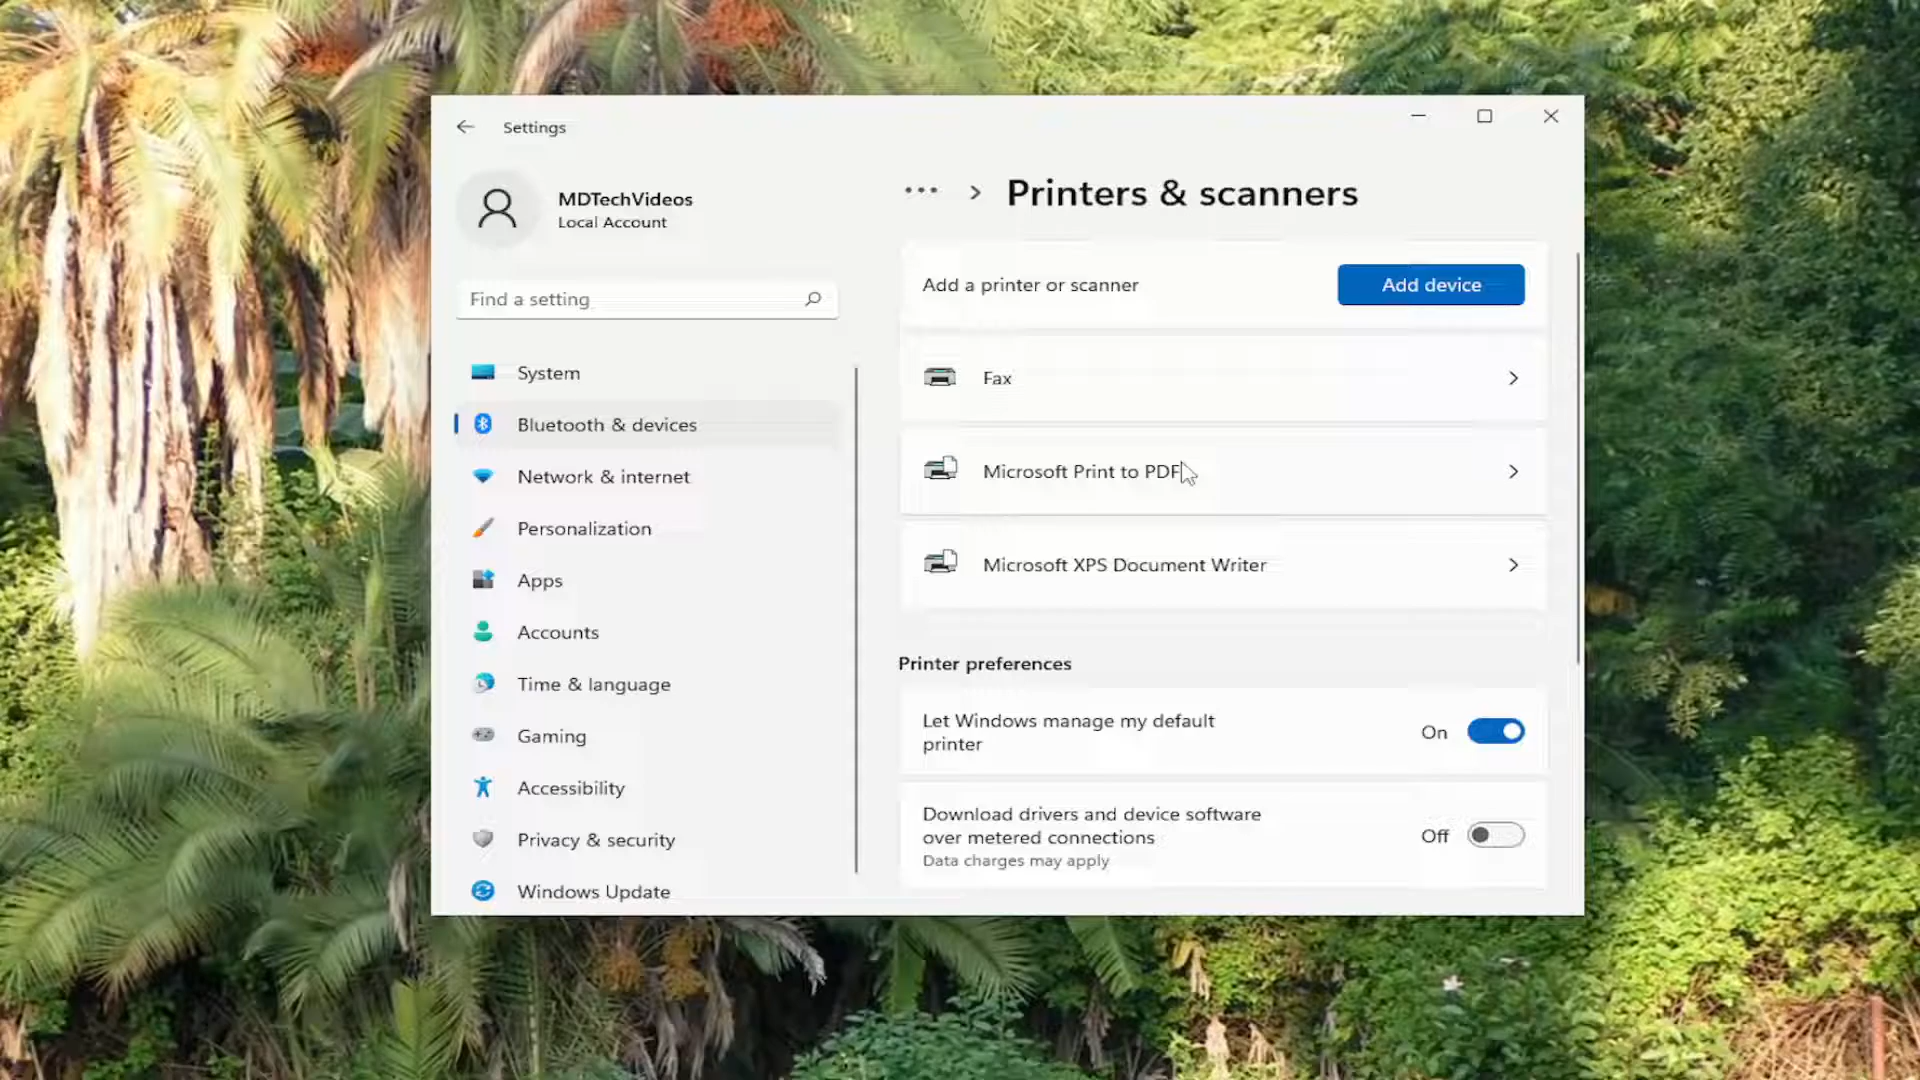 Settings
MDTechVideos
Local Account
Find a setting
System
Bluetooth & devices
Network & internet
Personalization
Apps
Accounts
Time & language
Gaming
Accessibility
Privacy & security
Windows Update
Printers & scanners
Add a printer or scanner
Add device
Fax
Microsoft Print to PDF
Microsoft XPS Document Writer
Printer preferences
Let Windows manage my default
printer
On
Download drivers and device software
over metered connections
Data charges may apply
Off